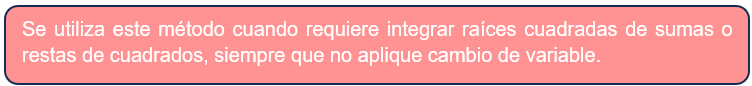 Se utiliza este método cuando requiere integrar raíces cuadradas de sumas o
restas de cuadrados, siempre que no aplique cambio de variable.